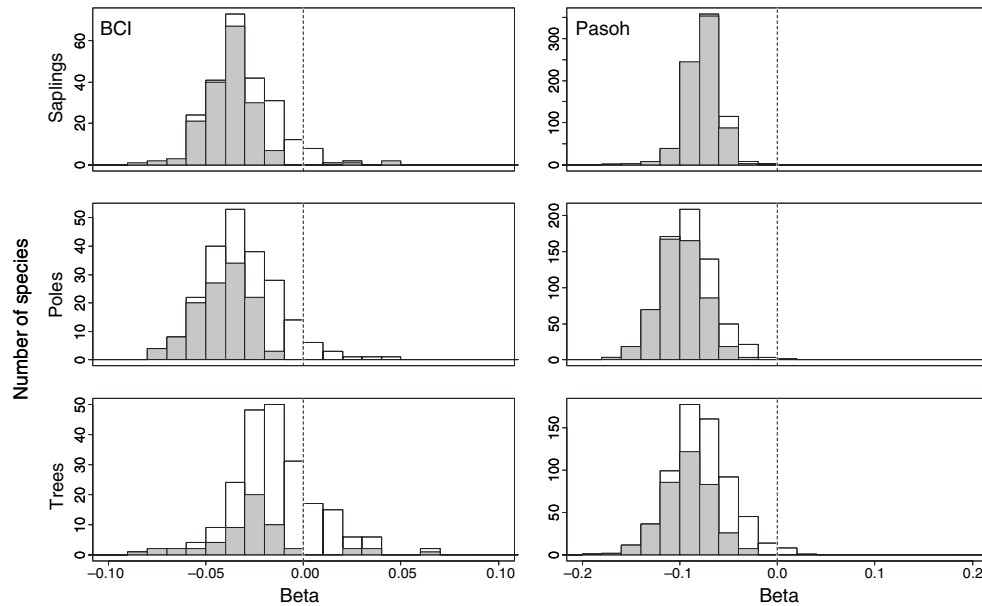 BCI
Pasoh
Number of species
Saplings
0 20 40 60
0 100 200 300
Poles
0 10 20 30 40 50
0 50 100 150 200
Trees
0 10 20 30 40 50
0 50 100 150
−0.10 −0.05 0.00 0.05 0.10
−0.2 −0.1 0.0 0.1 0.2
Beta
Beta